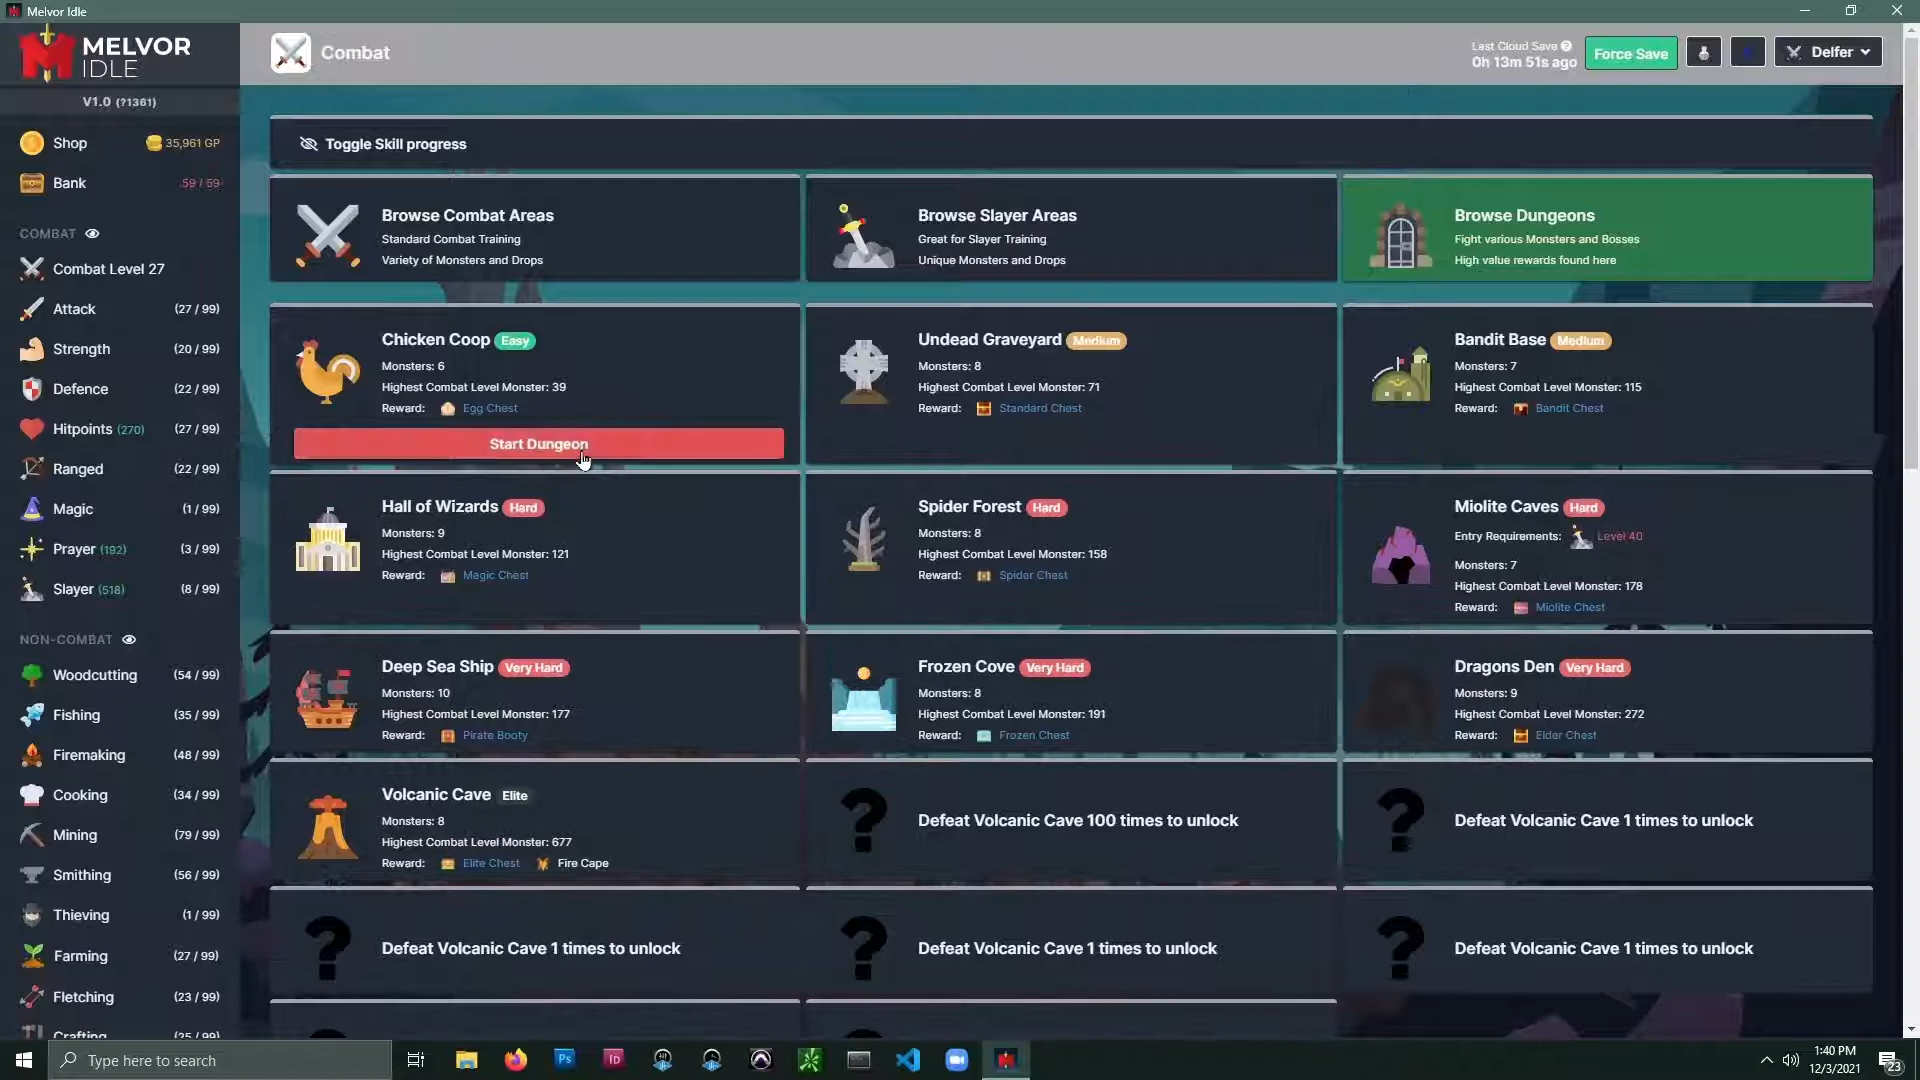 Melvor Idle
MELVOR
IDLE
V1.0 (?1361)
Shop 35,961 GP
Bank 59 / 59
COMBAT
Combat Level 27
Attack (27 / 99)
Strength (20 / 99)
Defence (22 / 99)
Hitpoints (270) (27 / 99)
Ranged (22 / 99)
Magic (1 / 99)
Prayer (192) (3 / 99)
Slayer (518) (8 / 99)
NON-COMBAT
Woodcutting (54 / 99)
Fishing (35 / 99)
Firemaking (48 / 99)
Cooking (34 / 99)
Mining (79 / 99)
Smithing (56 / 99)
Thieving (1 / 99)
Farming (27 / 99)
Fletching (23 / 99)
Crafting (25 / 99)
Combat
Last Cloud Save
0h 13m 51s ago
Force Save
Delfer
Toggle Skill progress
Browse Combat Areas
Standard Combat Training
Variety of Monsters and Drops
Browse Slayer Areas
Great for Slayer Training
Unique Monsters and Drops
Browse Dungeons
Fight various Monsters and Bosses
High value rewards found here
Chicken Coop Easy
Monsters: 6
Highest Combat Level Monster: 39
Reward: Egg Chest
Start Dungeon
Undead Graveyard Medium
Monsters: 8
Highest Combat Level Monster: 71
Reward: Standard Chest
Bandit Base Medium
Monsters: 7
Highest Combat Level Monster: 115
Reward: Bandit Chest
Hall of Wizards Hard
Monsters: 9
Highest Combat Level Monster: 121
Reward: Magic Chest
Spider Forest Hard
Monsters: 8
Highest Combat Level Monster: 158
Reward: Spider Chest
Miolite Caves Hard
Entry Requirements: Level 40
Monsters: 7
Highest Combat Level Monster: 178
Reward: Miolite Chest
Deep Sea Ship Very Hard
Monsters: 10
Highest Combat Level Monster: 177
Reward: Pirate Booty
Frozen Cove Very Hard
Monsters: 8
Highest Combat Level Monster: 191
Reward: Frozen Chest
Dragons Den Very Hard
Monsters: 9
Highest Combat Level Monster: 272
Reward: Elder Chest
Volcanic Cave Elite
Monsters: 8
Highest Combat Level Monster: 677
Reward: Elite Chest Fire Cape
Defeat Volcanic Cave 100 times to unlock
Defeat Volcanic Cave 1 times to unlock
Defeat Volcanic Cave 1 times to unlock
Defeat Volcanic Cave 1 times to unlock
Defeat Volcanic Cave 1 times to unlock
Type here to search
Ps
ID
1:40 PM
12/3/2021
23